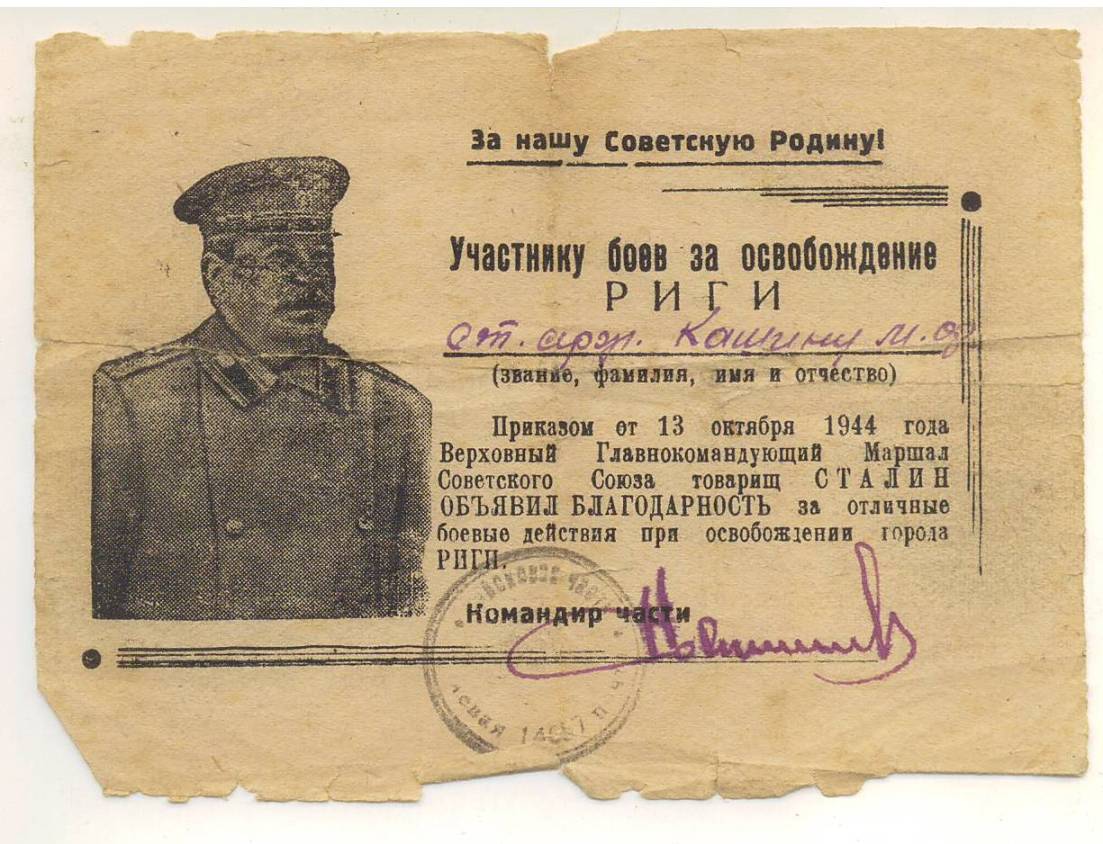 За нашу Советскую Родину!
Участнику боев за освобождение
РИГИ
Кашину М.
(звание, фамилия, имя и отчество)
Приказом от 13 октября 1944 года
Верховный Главнокомандующий Маршал
Советского Союза товарищ СТАЛИН
ОБЪЯВИЛ БЛАГОДАРНОСТЬ за отличные
боевые действия при освобождении города
РИГИ.
Командир части